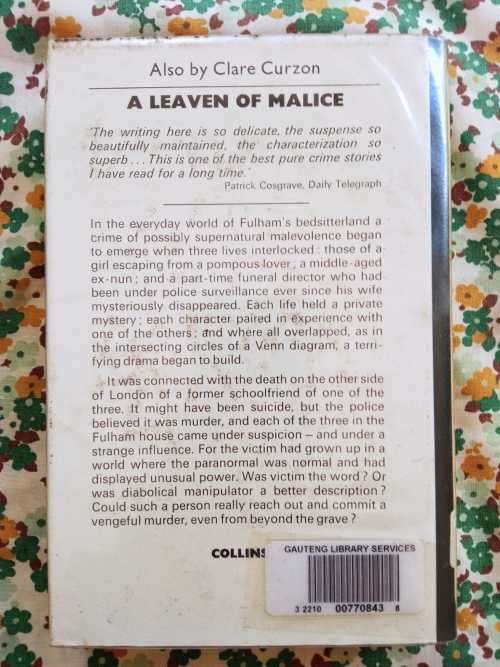 Also by Clare Curzon
A LEAVEN OF MALICE
'The writing here is so delicate, the suspense so
beautifully maintained, the characterization so
superb... This is one of the best pure crime stories
I have read for a long time.'
Patrick Cosgrave, Daily Telegraph
In the everyday world of Fulham's bedsitterland a
crime of possibly supernatural malevolence began
to emerge when three lives interlocked: those of a
girl escaping from a pompous lover; a middle-aged
ex-nun; and a part-time funeral director who had
been under police surveillance ever since his wife
mysteriously disappeared. Each life held a private
mystery; each character paired in experience with
one of the others; and where all overlapped, as in
the intersecting circles of a Venn diagram, a terri-
fying drama began to build.
It was connected with the death on the other side
of London of a former schoolfriend of one of the
three. It might have been suicide, but the police
believed it was murder, and each of the three in the
Fulham house came under suspicion – and under a
strange influence. For the victim had grown up in a
world where the paranormal was normal and had
displayed unusual power. Was victim the word? Or
was diabolical manipulator a better description?
Could such a person really reach out and commit a
vengeful murder, even from beyond the grave?
COLLINS
GAUTENG LIBRARY SERVICES
3 2210 00770843 8